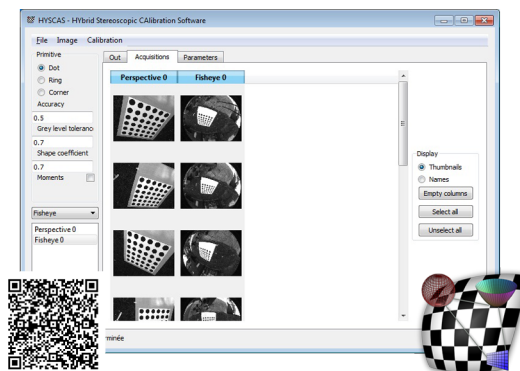 HYSCAS - HYbrid Stereoscopic CAlibration Software
File Image Calibration
Primitive
Dot
Ring
Corner
Accuracy
0.5
Grey level toleranc
0.7
Shape coefficient
0.7
Moments
Fisheye
Perspective 0
Fisheye 0
Out Acquisitions Parameters
Perspective 0 Fisheye 0
Display
Thumbnails
Names
Empty columns
Select all
Unselect all
rminée